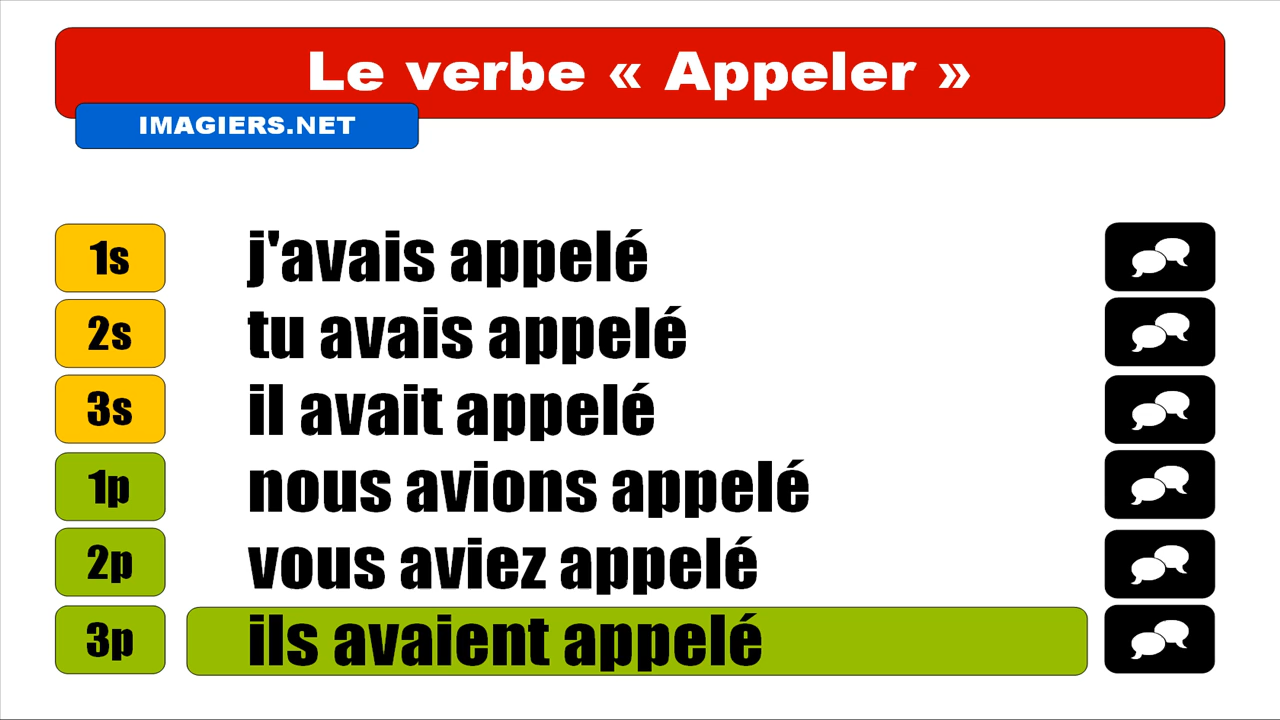 Le verbe « Appeler »
IMAGIERS.NET
1s j'avais appelé
2s tu avais appelé
3s il avait appelé
1p nous avions appelé
2p vous aviez appelé
3p ils avaient appelé